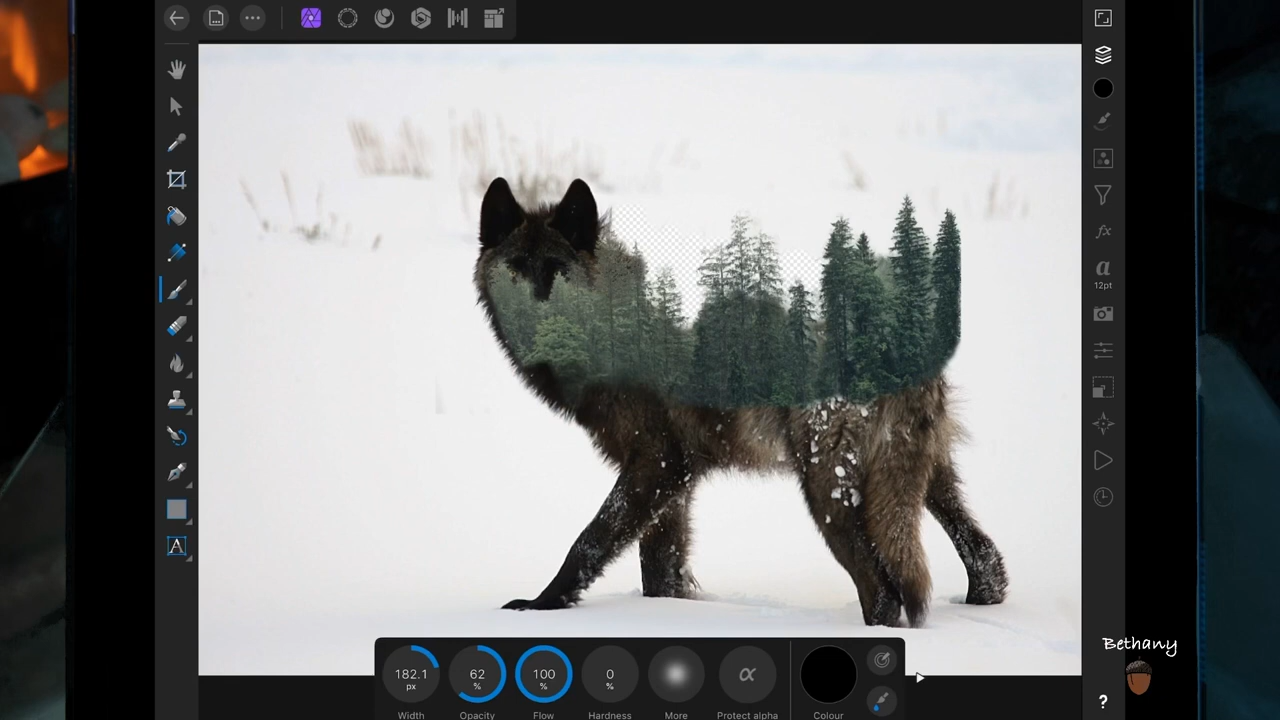 a
12pt
A
182.1
px
62
%
100
%
0
%
α
Width
Opacity
Flow
Hardness
More
Protect alpha
Colour
Bethany
?